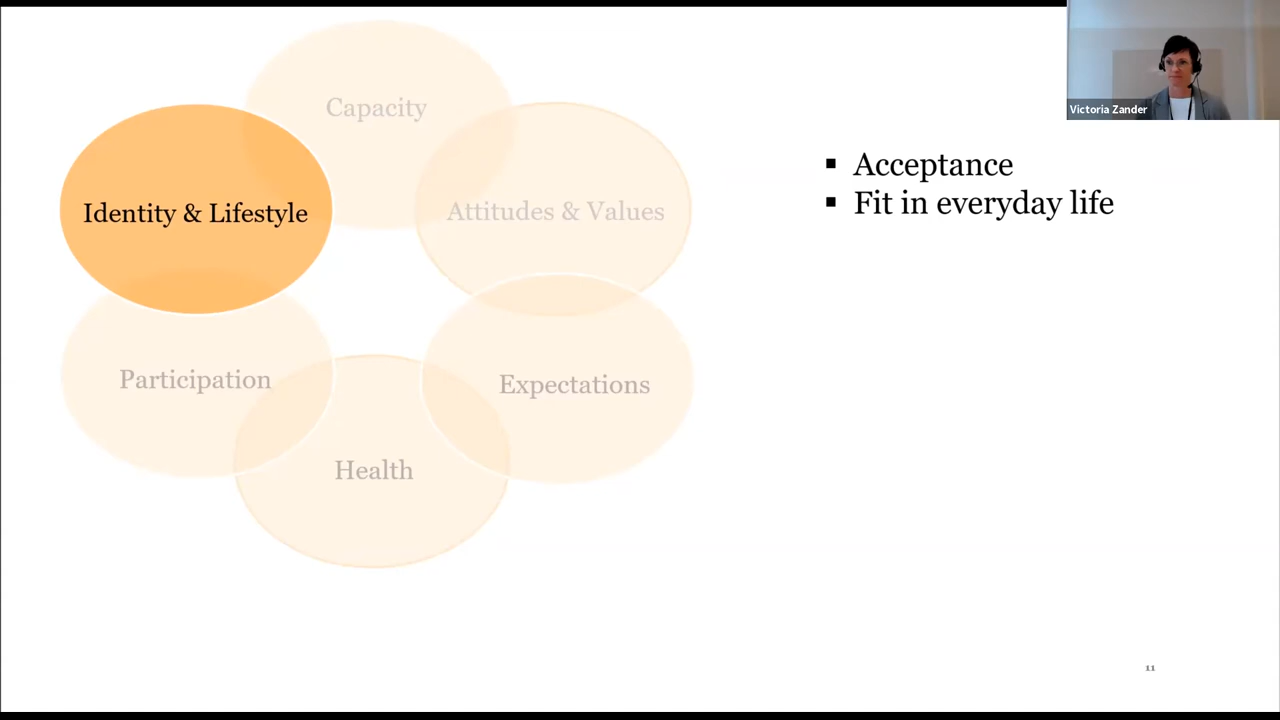 Capacity
Identity & Lifestyle
Attitudes & Values
Participation
Expectations
Health
Victoria Zander
▪ Acceptance
▪ Fit in everyday life
11